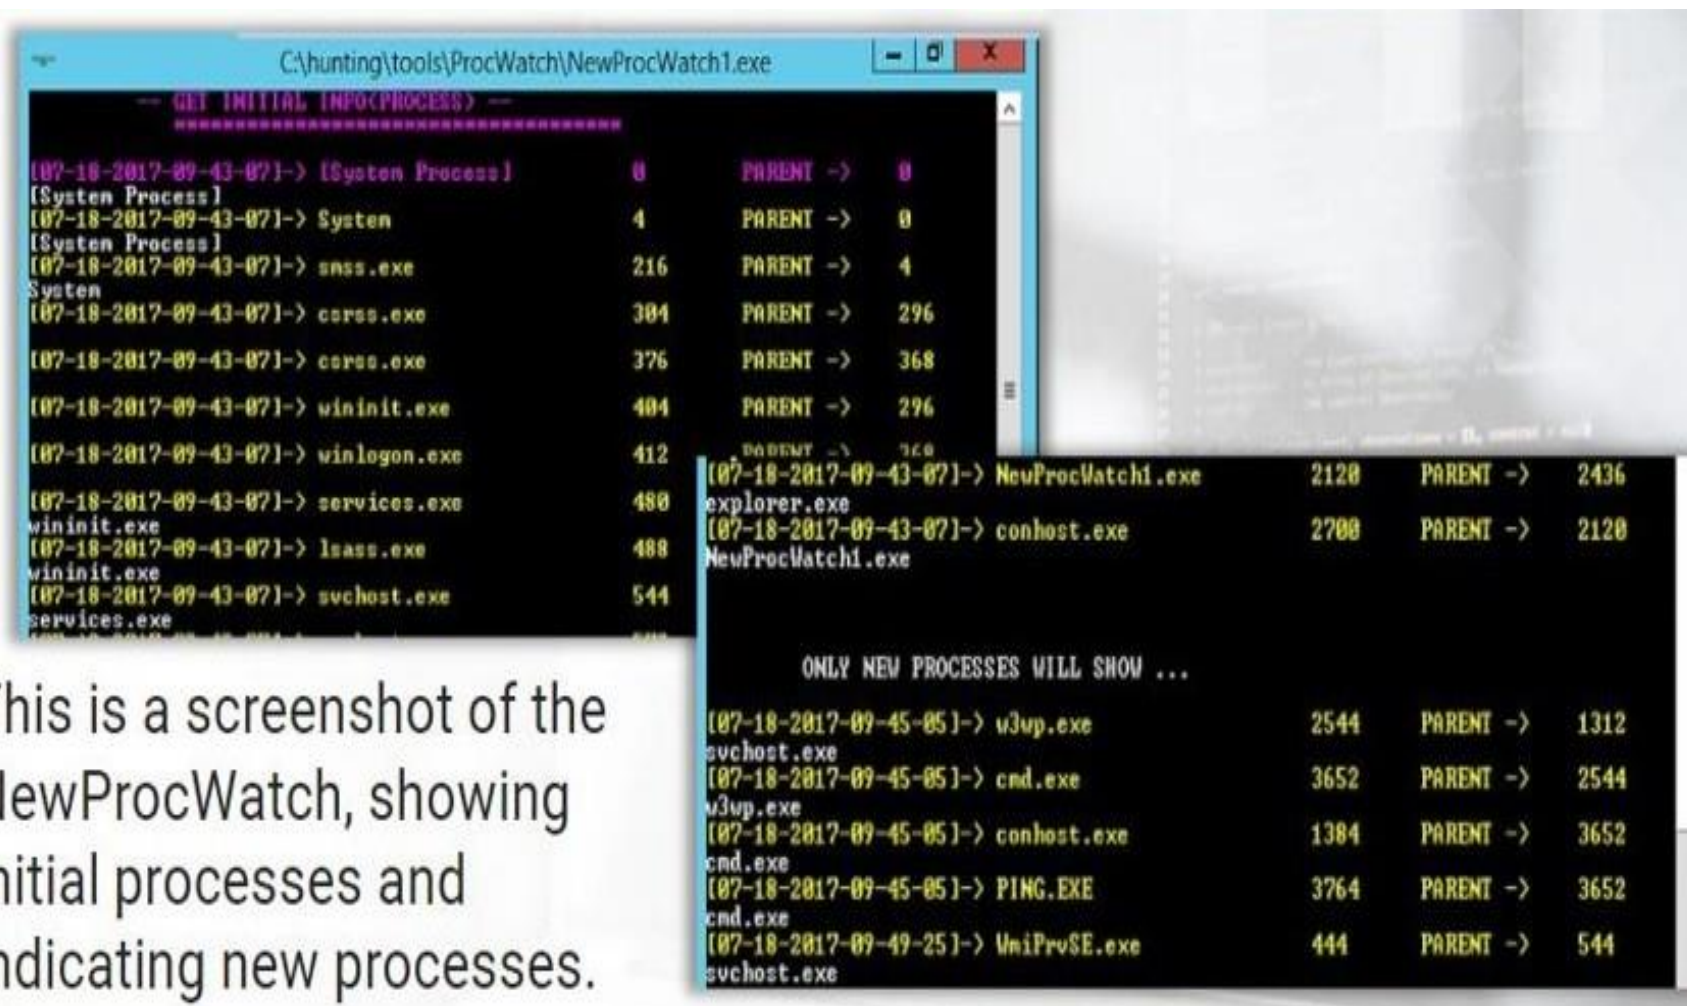 C:\hunting\tools\ProcWatch\NewProcWatch1.exe
-- GET INITIAL INFO(PROCESS) --
[07-18-2017-09-43-07]-> [System Process] 0 PARENT -> 0
[System Process]
[07-18-2017-09-43-07]-> System 4 PARENT -> 0
[System Process]
[07-18-2017-09-43-07]-> smss.exe 216 PARENT -> 4
System
[07-18-2017-09-43-07]-> csrss.exe 304 PARENT -> 296
[07-18-2017-09-43-07]-> csrss.exe 376 PARENT -> 368
[07-18-2017-09-43-07]-> wininit.exe 404 PARENT -> 296
[07-18-2017-09-43-07]-> winlogon.exe 412 PARENT -> 368
[07-18-2017-09-43-07]-> services.exe 480
wininit.exe
[07-18-2017-09-43-07]-> lsass.exe 488
wininit.exe
[07-18-2017-09-43-07]-> svchost.exe 544
services.exe
[07-18-2017-09-43-07]-> NewProcWatch1.exe 2120 PARENT -> 2436
explorer.exe
[07-18-2017-09-43-07]-> conhost.exe 2700 PARENT -> 2120
NewProcWatch1.exe
ONLY NEW PROCESSES WILL SHOW ...
[07-18-2017-09-45-05]-> w3wp.exe 2544 PARENT -> 1312
svchost.exe
[07-18-2017-09-45-05]-> cmd.exe 3652 PARENT -> 2544
w3wp.exe
[07-18-2017-09-45-05]-> conhost.exe 1384 PARENT -> 3652
cmd.exe
[07-18-2017-09-45-05]-> PING.EXE 3764 PARENT -> 3652
cmd.exe
[07-18-2017-09-49-25]-> WmiPrvSE.exe 444 PARENT -> 544
svchost.exe
his is a screenshot of the
ewProcWatch, showing
nitial processes and
ndicating new processes.